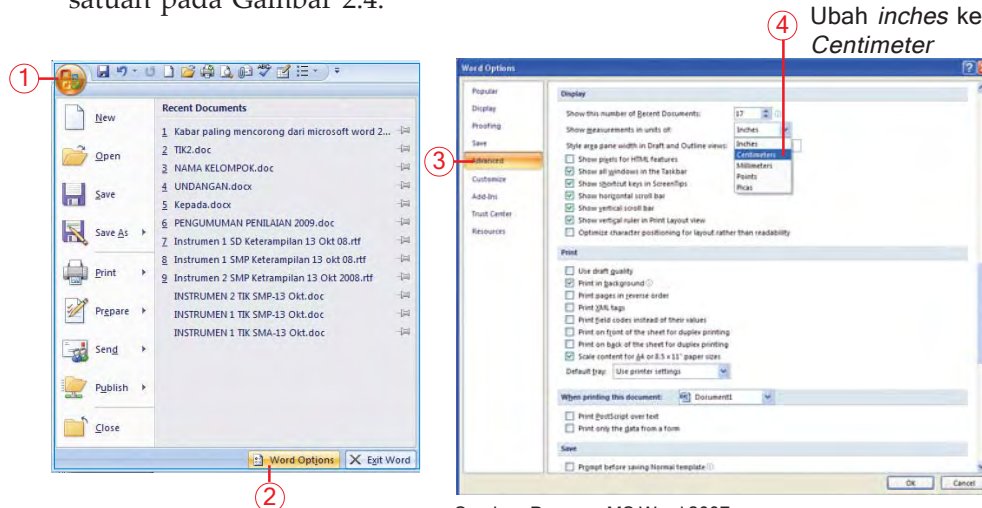 satuan pada Gambar 2.4.
4
Ubah inches ke
Centimeter
1
New
Open
Save
Save As
Print
Prepare
Send
Publish
Close
Recent Documents
1 Kabar paling mencorong dari microsoft word 2...
2 TIK2.doc
3 NAMA KELOMPOK.doc
4 UNDANGAN.docx
5 Kepada.docx
6 PENGUMUMAN PENILAIAN 2009.doc
7 Instrumen 1 SD Keterampilan 13 Okt 08.rtf
8 Instrumen 1 SMP Keterampilan 13 okt 08.rtf
9 Instrumen 2 SMP Ketrampilan 13 Okt 2008.rtf
INSTRUMEN 2 TIK SMP-13 Okt.doc
INSTRUMEN 1 TIK SMP-13 Okt.doc
INSTRUMEN 1 TIK SMA-13 Okt.doc
Word Options
Exit Word
2
3
Word Options
Popular
Display
Proofing
Save
Advanced
Customize
Add-Ins
Trust Center
Resources
Display
Show this number of Recent Documents: 17
Show measurements in units of: Inches
Style area pane width in Draft and Outline views:
Inches
Centimeters
Millimeters
Points
Picas
Show pixels for HTML features
Show all windows in the Taskbar
Show shortcut keys in ScreenTips
Show horizontal scroll bar
Show vertical scroll bar
Show vertical ruler in Print Layout view
Optimize character positioning for layout rather than readability
Print
Use draft quality
Print in background
Print pages in reverse order
Print XML tags
Print field codes instead of their values
Print on front of the sheet for duplex printing
Print on back of the sheet for duplex printing
Scale content for A4 or 8.5 x 11" paper sizes
Default tray: Use printer settings
When printing this document: Document1
Print PostScript over text
Print only the data from a form
Save
Prompt before saving Normal template
OK
Cancel